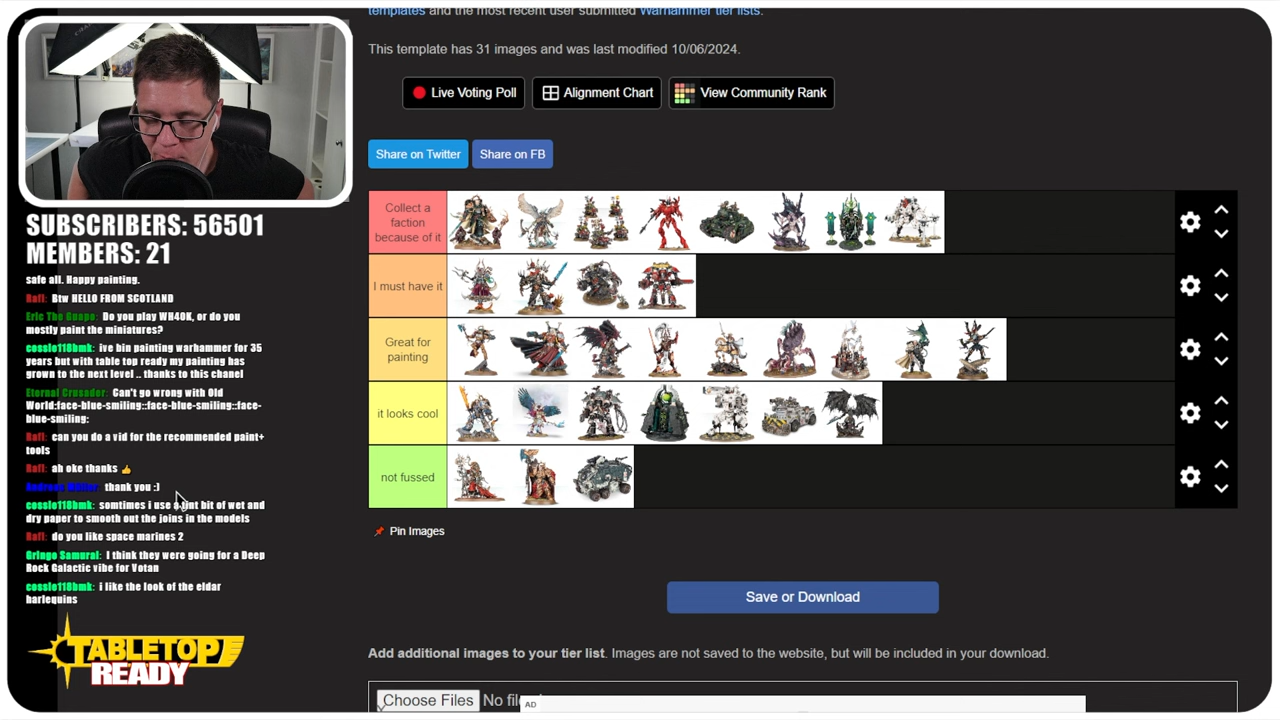 templates and the most recent user submitted Warhammer tier lists.
This template has 31 images and was last modified 10/06/2024.
Live Voting Poll
Alignment Chart
View Community Rank
Share on Twitter
Share on FB
SUBSCRIBERS: 56501
MEMBERS: 21
safe all. Happy painting.
Rafl: Btw HELLO FROM SCOTLAND
Eric The Guapo: Do you play WH40K, or do you
mostly paint the miniatures?
cossie118bmk: ive bin painting warhammer for 35
years but with table top ready my painting has
grown to the next level .. thanks to this chanel
Eternal Crusader: Can't go wrong with Old
World:face-blue-smiling::face-blue-smiling::face-
blue-smiling:
Rafl: can you do a vid for the recommended paint+
tools
Rafl: ah oke thanks 👍
thank you :)
cossie118bmk: somtimes i use a tint bit of wet and
dry paper to smooth out the joins in the models
Rafl: do you like space marines 2
Gringo Samurai: I think they were going for a Deep
Rock Galactic vibe for Votan
cossie118bmk: i like the look of the eldar
harlequins
TABLETOP
READY
Collect a
faction
because of it
I must have it
Great for
painting
it looks cool
not fussed
Pin Images
Save or Download
Add additional images to your tier list. Images are not saved to the website, but will be included in your download.
Choose Files No fil
AD